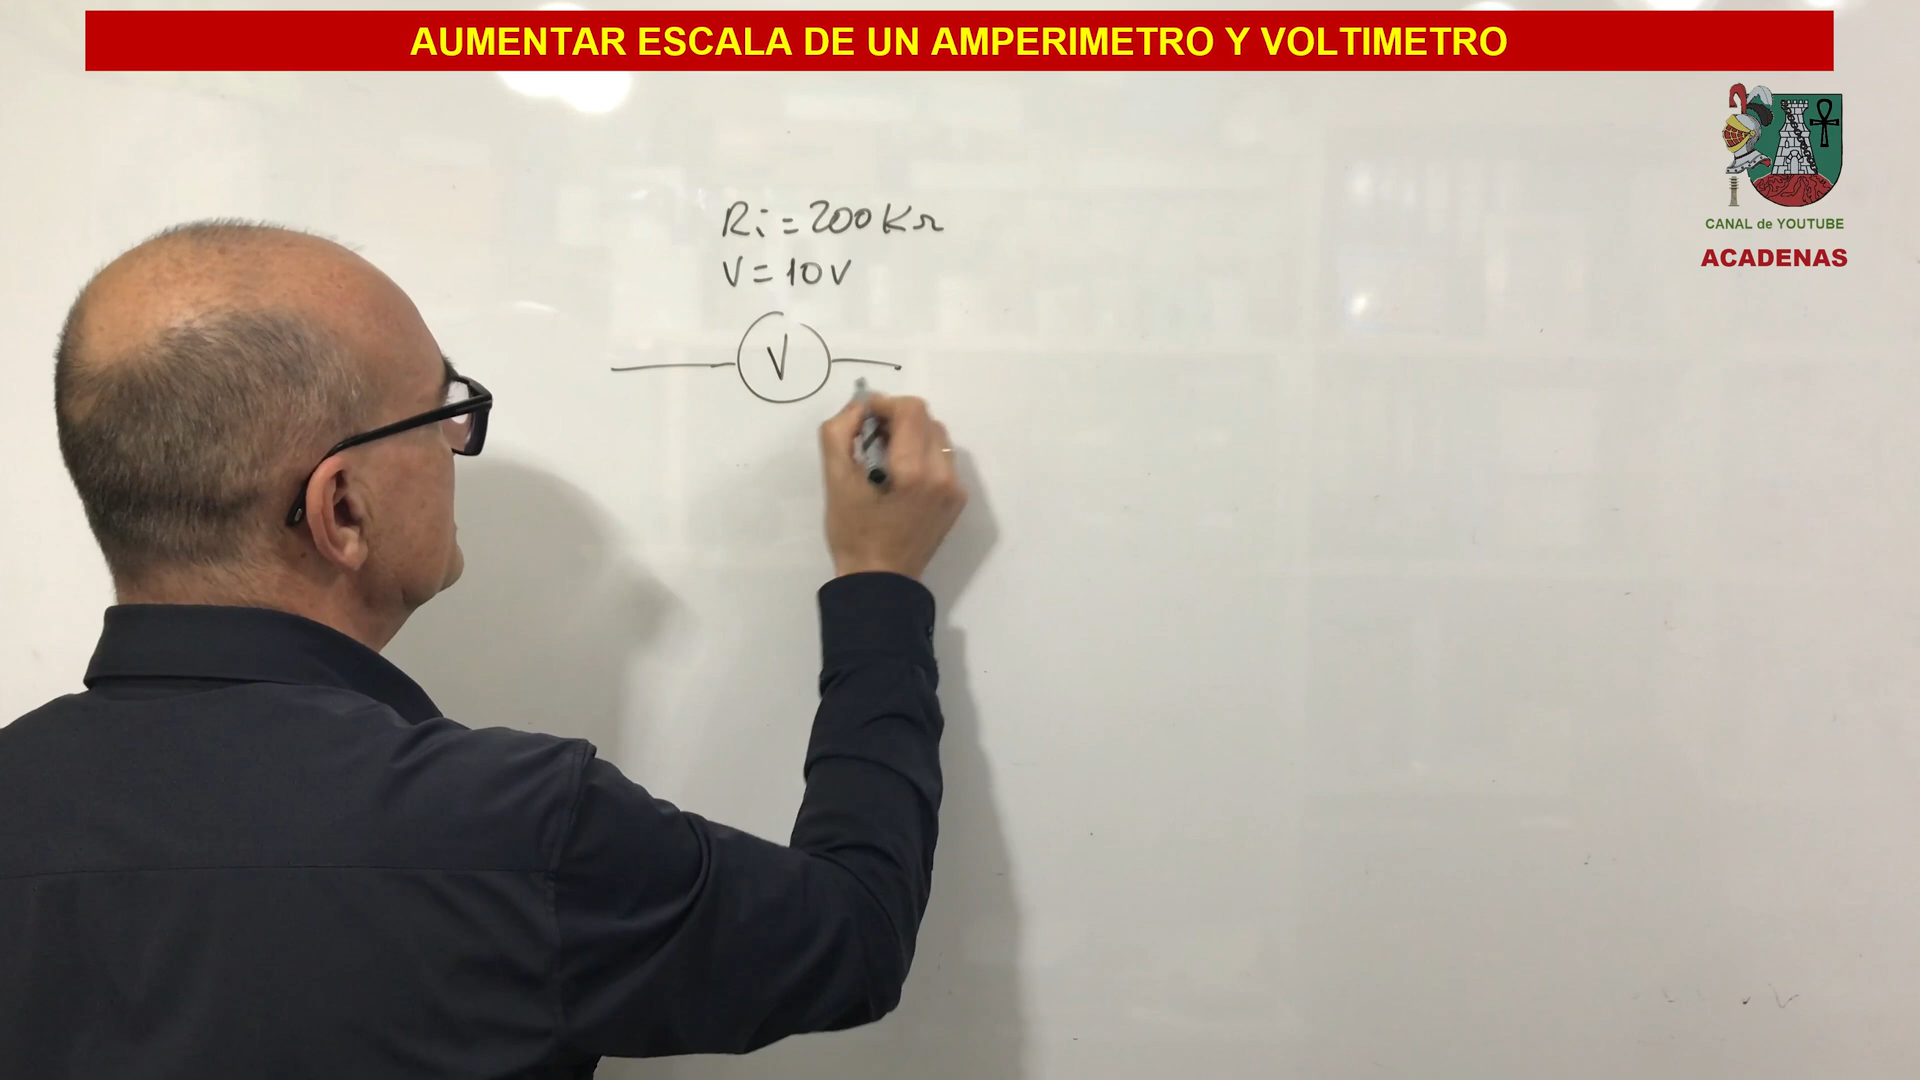 AUMENTAR ESCALA DE UN AMPERIMETRO Y VOLTIMETRO
CANAL de YOUTUBE
ACADENAS
Ri = 200 KΩ
V = 10 V
V